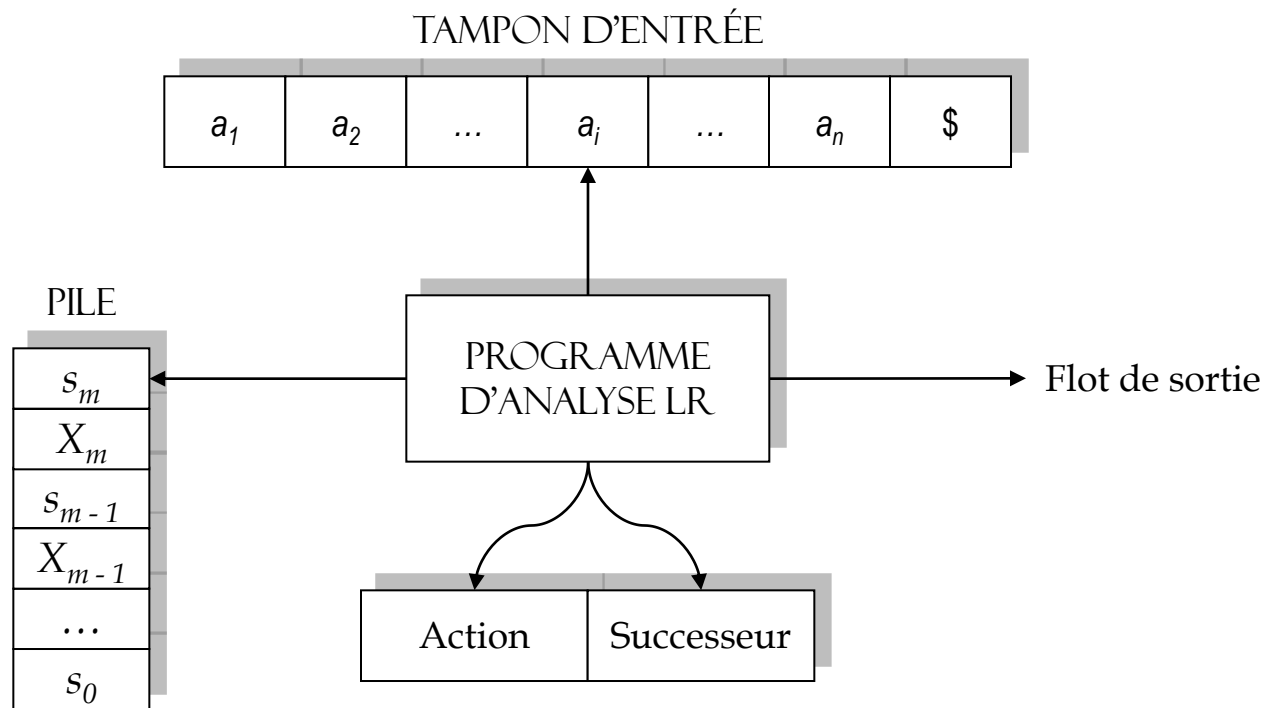 TAMPON D'ENTRÉE
a1 a2 ... ai ... an $
PILE
sm
Xm
sm - 1
Xm - 1
...
s0
PROGRAMME
D'ANALYSE LR
Flot de sortie
Action Successeur